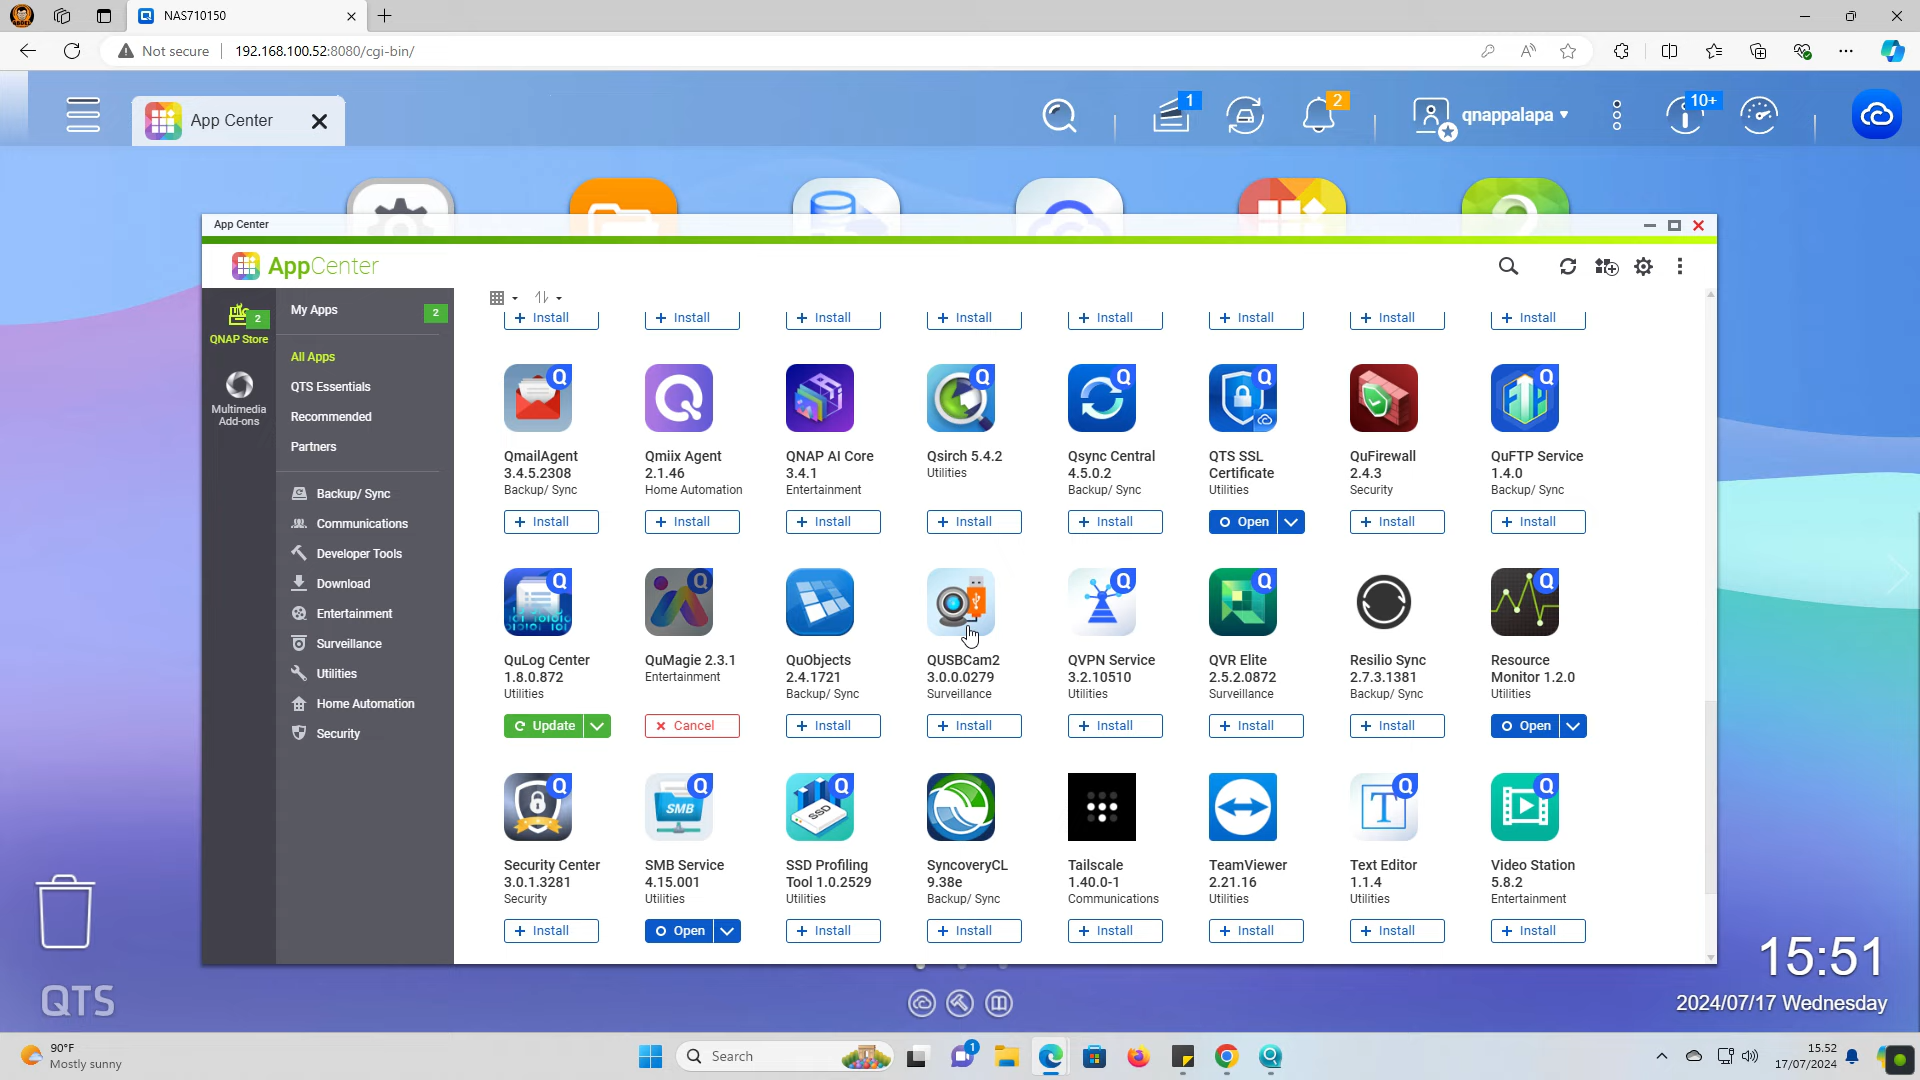 NAS710150
Not secure
192.168.100.52:8080/cgi-bin/
App Center
1
2
qnappalapa
10+
App Center
AppCenter
2
QNAP Store
Multimedia
Add-ons
My Apps
2
All Apps
QTS Essentials
Recommended
Partners
Backup/ Sync
Communications
Developer Tools
Download
Entertainment
Surveillance
Utilities
Home Automation
Security
+ Install + Install + Install + Install + Install + Install + Install + Install
QmailAgent
3.4.5.2308
Backup/ Sync
+ Install
Qmiix Agent
2.1.46
Home Automation
+ Install
QNAP AI Core
3.4.1
Entertainment
+ Install
Qsirch 5.4.2
Utilities
+ Install
Qsync Central
4.5.0.2
Backup/ Sync
+ Install
QTS SSL
Certificate
Utilities
Open
QuFirewall
2.4.3
Security
+ Install
QuFTP Service
1.4.0
Backup/ Sync
+ Install
QuLog Center
1.8.0.872
Utilities
Update
QuMagie 2.3.1
Entertainment
Cancel
QuObjects
2.4.1721
Backup/ Sync
+ Install
QUSBCam2
3.0.0.0279
Surveillance
+ Install
QVPN Service
3.2.10510
Utilities
+ Install
QVR Elite
2.5.2.0872
Surveillance
+ Install
Resilio Sync
2.7.3.1381
Backup/ Sync
+ Install
Resource
Monitor 1.2.0
Utilities
Open
Security Center
3.0.1.3281
Security
+ Install
SMB
SMB Service
4.15.001
Utilities
Open
SSD
SSD Profiling
Tool 1.0.2529
Utilities
+ Install
SyncoveryCL
9.38e
Backup/ Sync
+ Install
Tailscale
1.40.0-1
Communications
+ Install
TeamViewer
2.21.16
Utilities
+ Install
Text Editor
1.1.4
Utilities
+ Install
Video Station
5.8.2
Entertainment
+ Install
QTS
15:51
2024/07/17 Wednesday
90°F
Mostly sunny
Search
1
15.52
17/07/2024